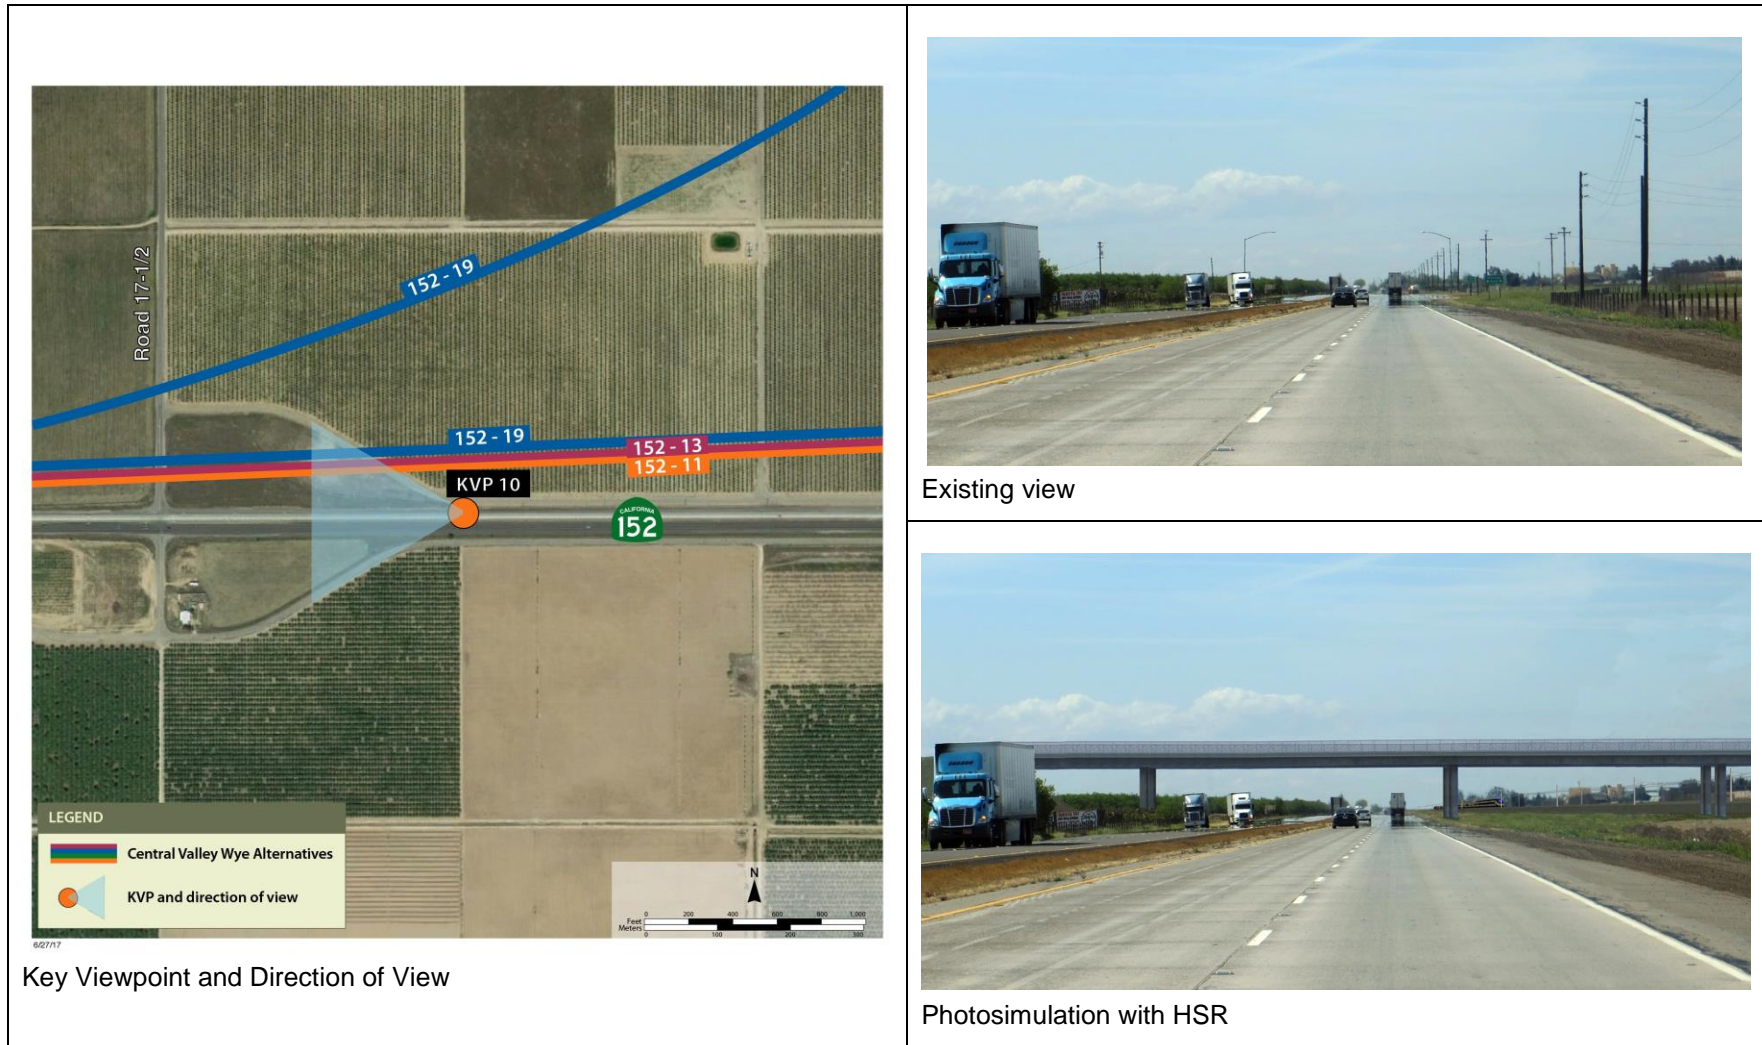 152 - 19
Road 17-1/2
152 - 19
152 - 13
152 - 11
KVP 10
CALIFORNIA
152
LEGEND
Central Valley Wye Alternatives
KVP and direction of view
N
Feet
0 200 400 600 800 1,000
Meters
0 100 200 300
6/27/17
Key Viewpoint and Direction of View
Existing view
Photosimulation with HSR